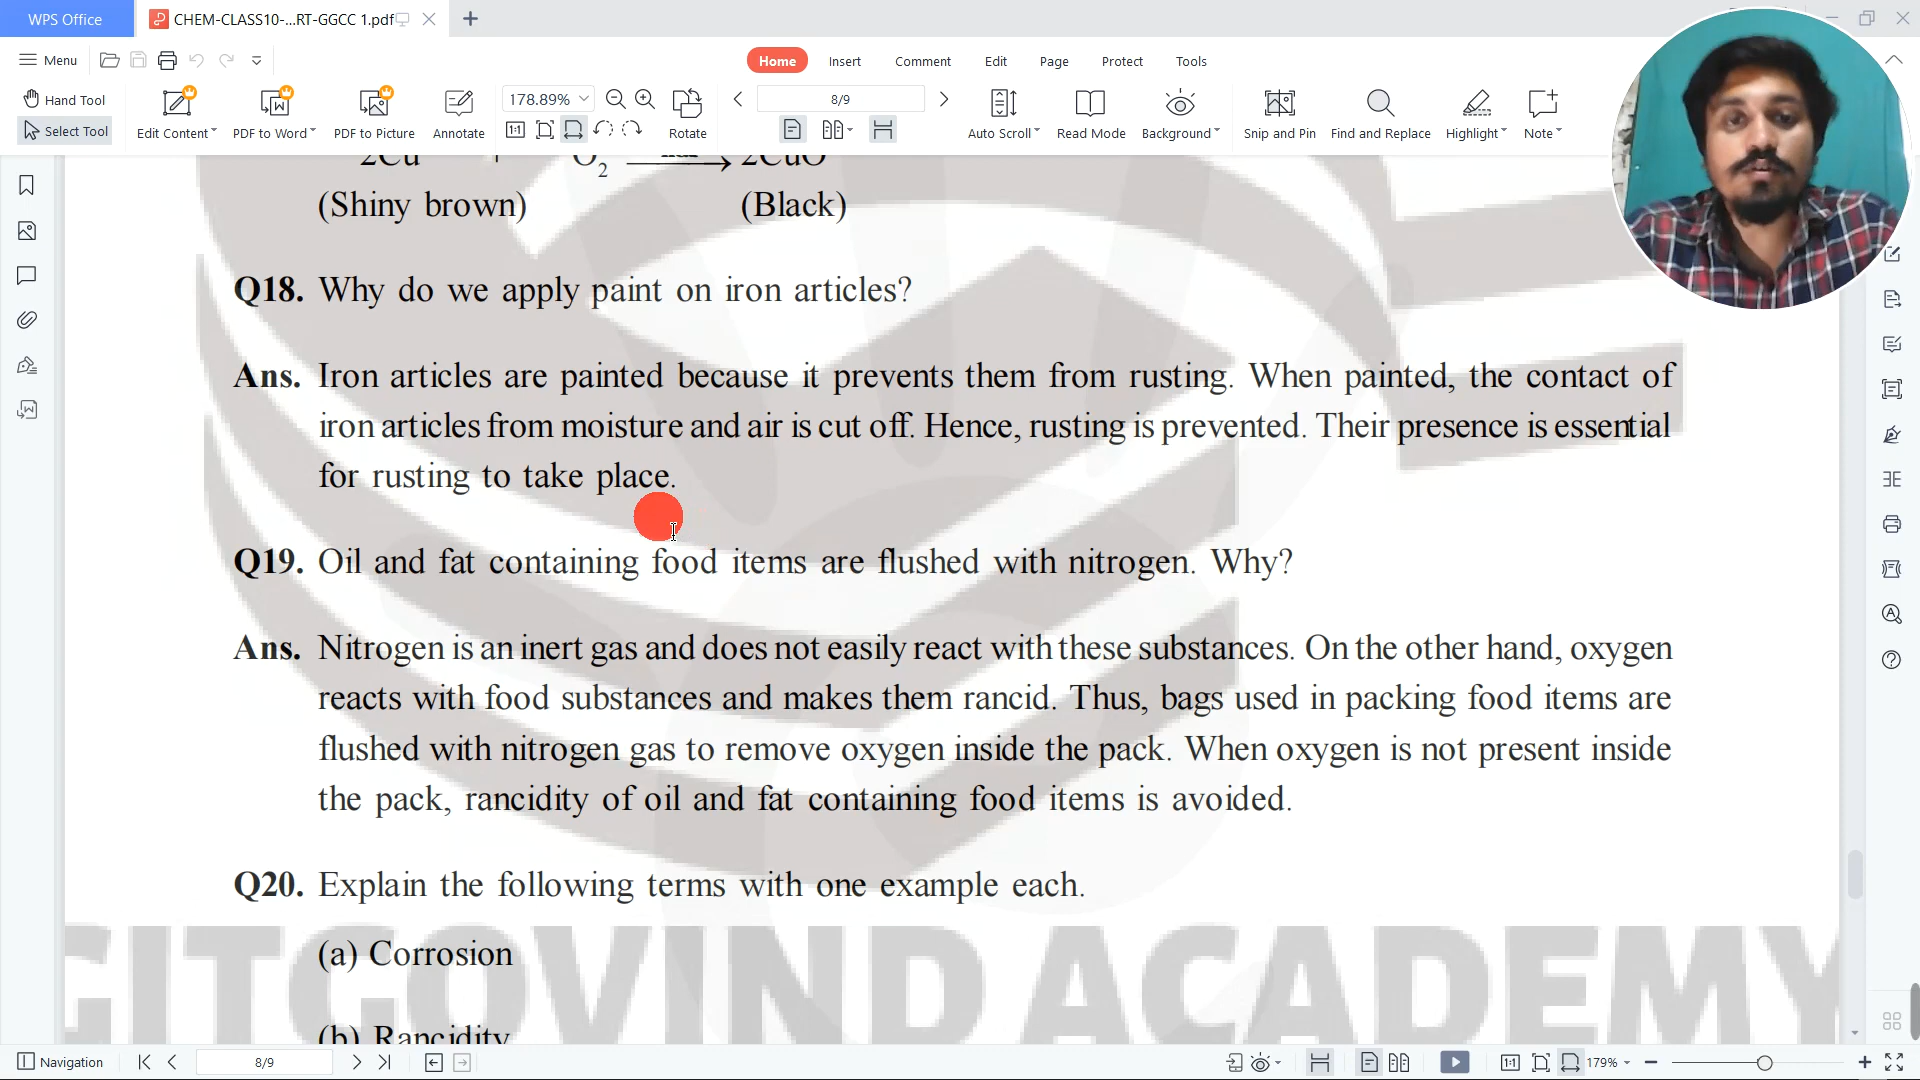 WPS Office
CHEM-CLASS10-...RT-GGCC 1.pdf
Menu
Home Insert Comment Edit Page Protect Tools
Hand Tool
Select Tool
Edit Content
PDF to Word
PDF to Picture
Annotate
178.89%
Rotate
8/9
Auto Scroll
Read Mode
Background
Snip and Pin
Find and Replace
Highlight
Note
2Cu + O2 2CuO
(Shiny brown) (Black)
Q18. Why do we apply paint on iron articles?
Ans. Iron articles are painted because it prevents them from rusting. When painted, the contact of
iron articles from moisture and air is cut off. Hence, rusting is prevented. Their presence is essential
for rusting to take place.
Q19. Oil and fat containing food items are flushed with nitrogen. Why?
Ans. Nitrogen is an inert gas and does not easily react with these substances. On the other hand, oxygen
reacts with food substances and makes them rancid. Thus, bags used in packing food items are
flushed with nitrogen gas to remove oxygen inside the pack. When oxygen is not present inside
the pack, rancidity of oil and fat containing food items is avoided.
Q20. Explain the following terms with one example each.
(a) Corrosion
(b) Rancidity
GITGOVIND ACADEMY
Navigation
8/9
179%